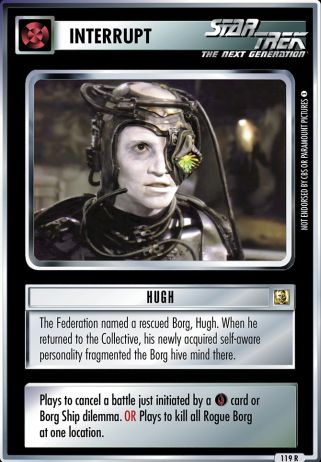 INTERRUPT
STAR TREK
THE NEXT GENERATION
NOT ENDORSED BY CBS OR PARAMOUNT PICTURES
HUGH
The Federation named a rescued Borg, Hugh. When he
returned to the Collective, his newly acquired self-aware
personality fragmented the Borg hive mind there.
Plays to cancel a battle just initiated by a card or
Borg Ship dilemma. OR Plays to kill all Rogue Borg
at one location.
119 R